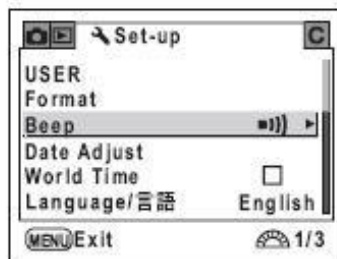 Set-up C
USER
Format
Beep
Date Adjust
World Time
Language/言語 English
MENU Exit 1/3